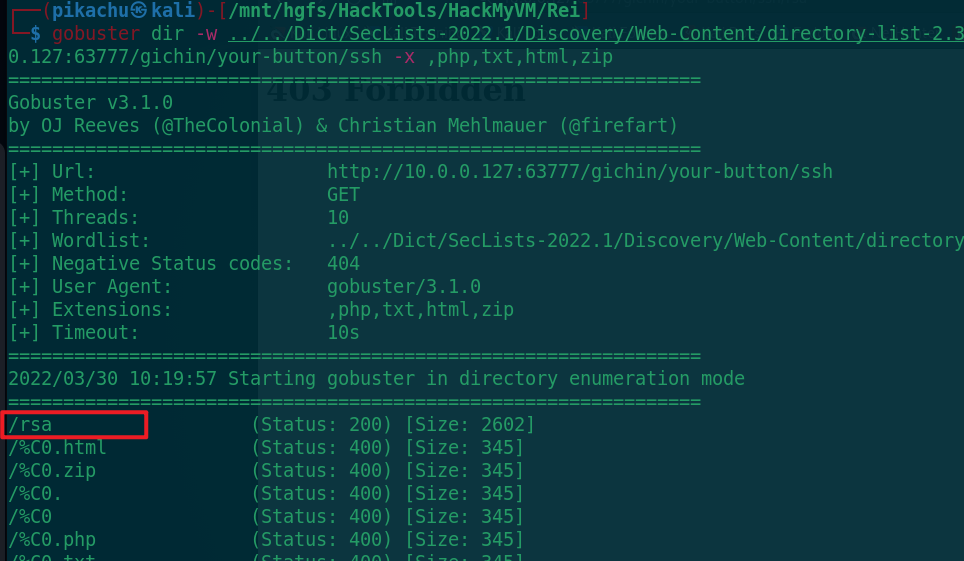 ┌──(pikachu㉿kali)-[/mnt/hgfs/HackTools/HackMyVM/Rei]
└─$ gobuster dir -w ../../Dict/SecLists-2022.1/Discovery/Web-Content/directory-list-2.3
0.127:63777/gichin/your-button/ssh -x ,php,txt,html,zip
403 Forbidden
===============================================================
Gobuster v3.1.0
by OJ Reeves (@TheColonial) & Christian Mehlmauer (@firefart)
===============================================================
[+] Url: http://10.0.0.127:63777/gichin/your-button/ssh
[+] Method: GET
[+] Threads: 10
[+] Wordlist: ../../Dict/SecLists-2022.1/Discovery/Web-Content/directory
[+] Negative Status codes: 404
[+] User Agent: gobuster/3.1.0
[+] Extensions: ,php,txt,html,zip
[+] Timeout: 10s
===============================================================
2022/03/30 10:19:57 Starting gobuster in directory enumeration mode
===============================================================
/rsa (Status: 200) [Size: 2602]
/%C0.html (Status: 400) [Size: 345]
/%C0.zip (Status: 400) [Size: 345]
/%C0. (Status: 400) [Size: 345]
/%C0 (Status: 400) [Size: 345]
/%C0.php (Status: 400) [Size: 345]
/%C0.txt (Status: 400) [Size: 345]